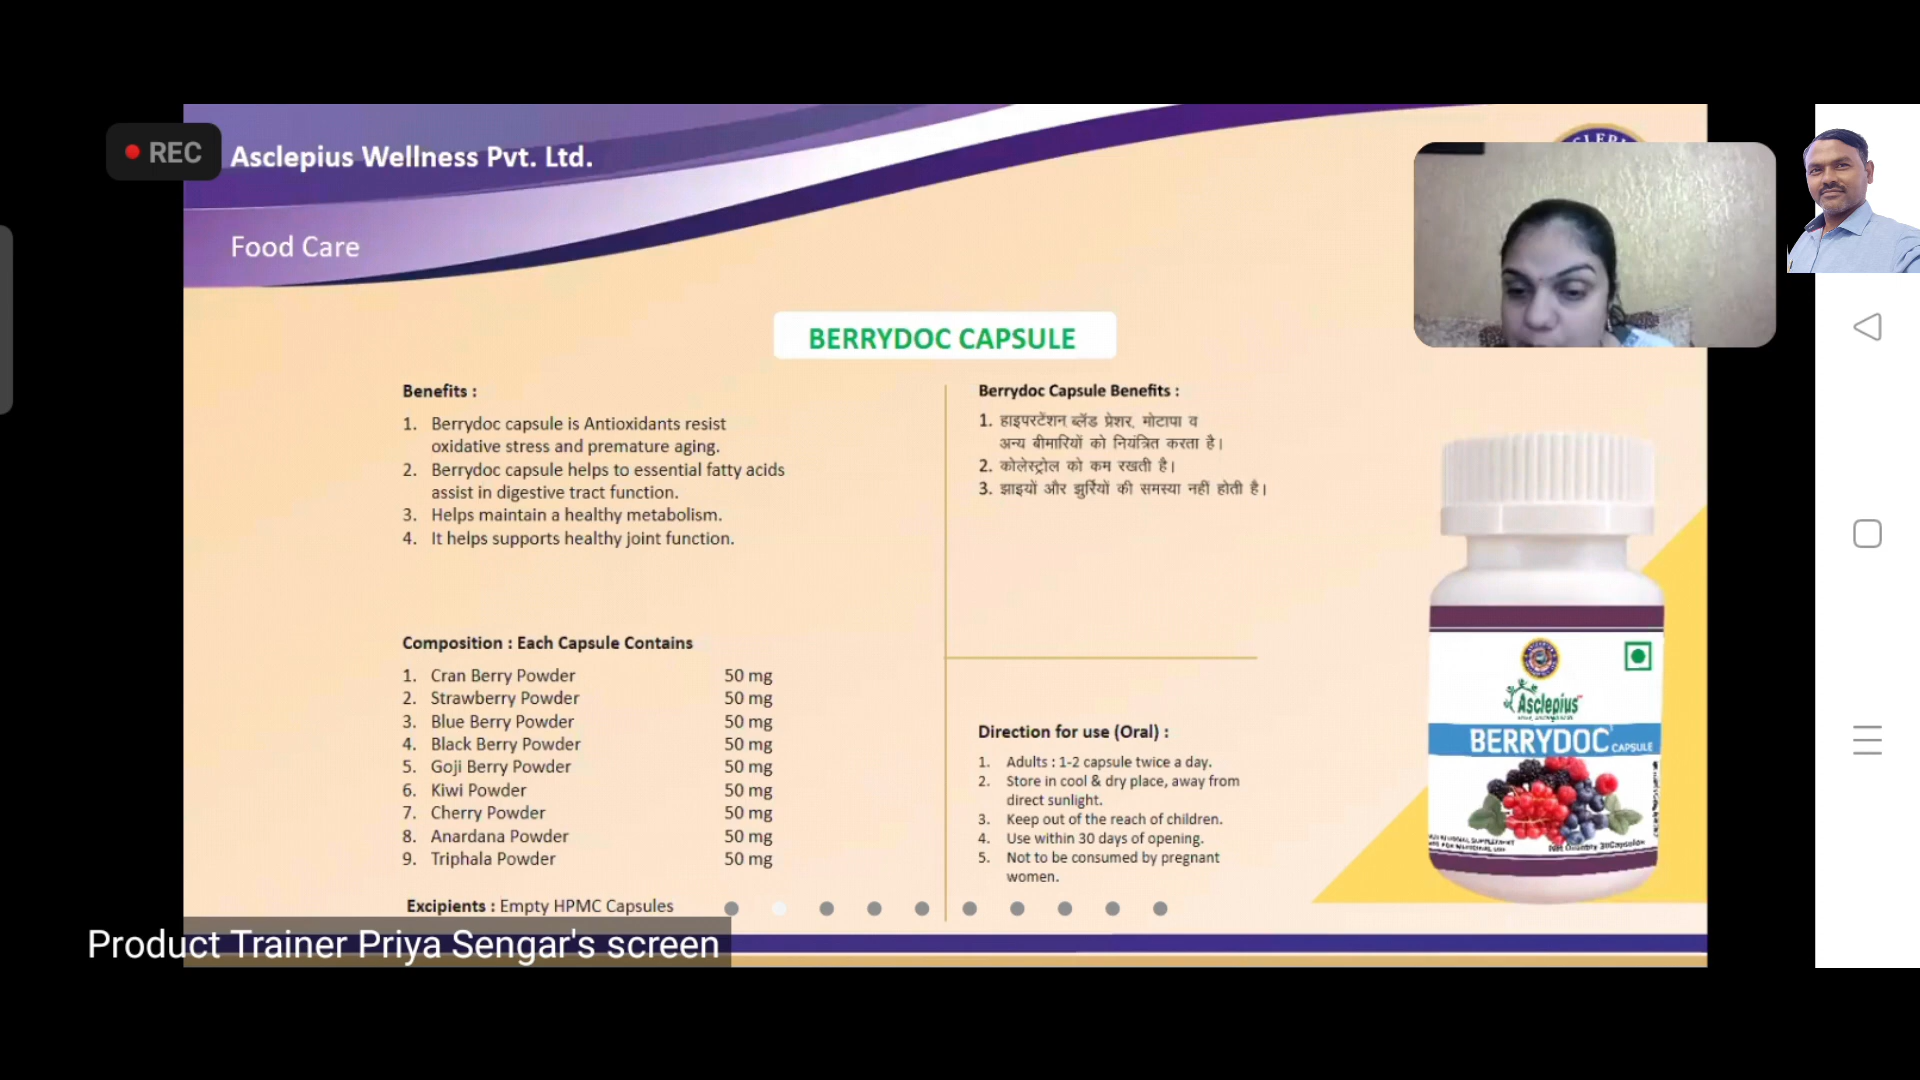 REC
Asclepius Wellness Pvt. Ltd.
Food Care
BERRYDOC CAPSULE
Benefits :
1. Berrydoc capsule is Antioxidants resist
oxidative stress and premature aging.
2. Berrydoc capsule helps to essential fatty acids
assist in digestive tract function.
3. Helps maintain a healthy metabolism.
4. It helps supports healthy joint function.
Composition : Each Capsule Contains
1. Cran Berry Powder 50 mg
2. Strawberry Powder 50 mg
3. Blue Berry Powder 50 mg
4. Black Berry Powder 50 mg
5. Goji Berry Powder 50 mg
6. Kiwi Powder 50 mg
7. Cherry Powder 50 mg
8. Anardana Powder 50 mg
9. Triphala Powder 50 mg
Excipients : Empty HPMC Capsules
Berrydoc Capsule Benefits :
1. हाइपरटेंशन ब्लॅड प्रेशर, मोटापा व
अन्य बीमारियों को नियंत्रित करता है।
2. कोलेस्ट्रोल को कम रखती है।
3. झाइयों और झुर्रियों की समस्या नहीं होती है।
Direction for use (Oral) :
1. Adults : 1-2 capsule twice a day.
2. Store in cool & dry place, away from
direct sunlight.
3. Keep out of the reach of children.
4. Use within 30 days of opening.
5. Not to be consumed by pregnant
women.
Asclepius
BERRYDOC CAPSULE
Net Quantity 30Capsules
Product Trainer Priya Sengar's screen